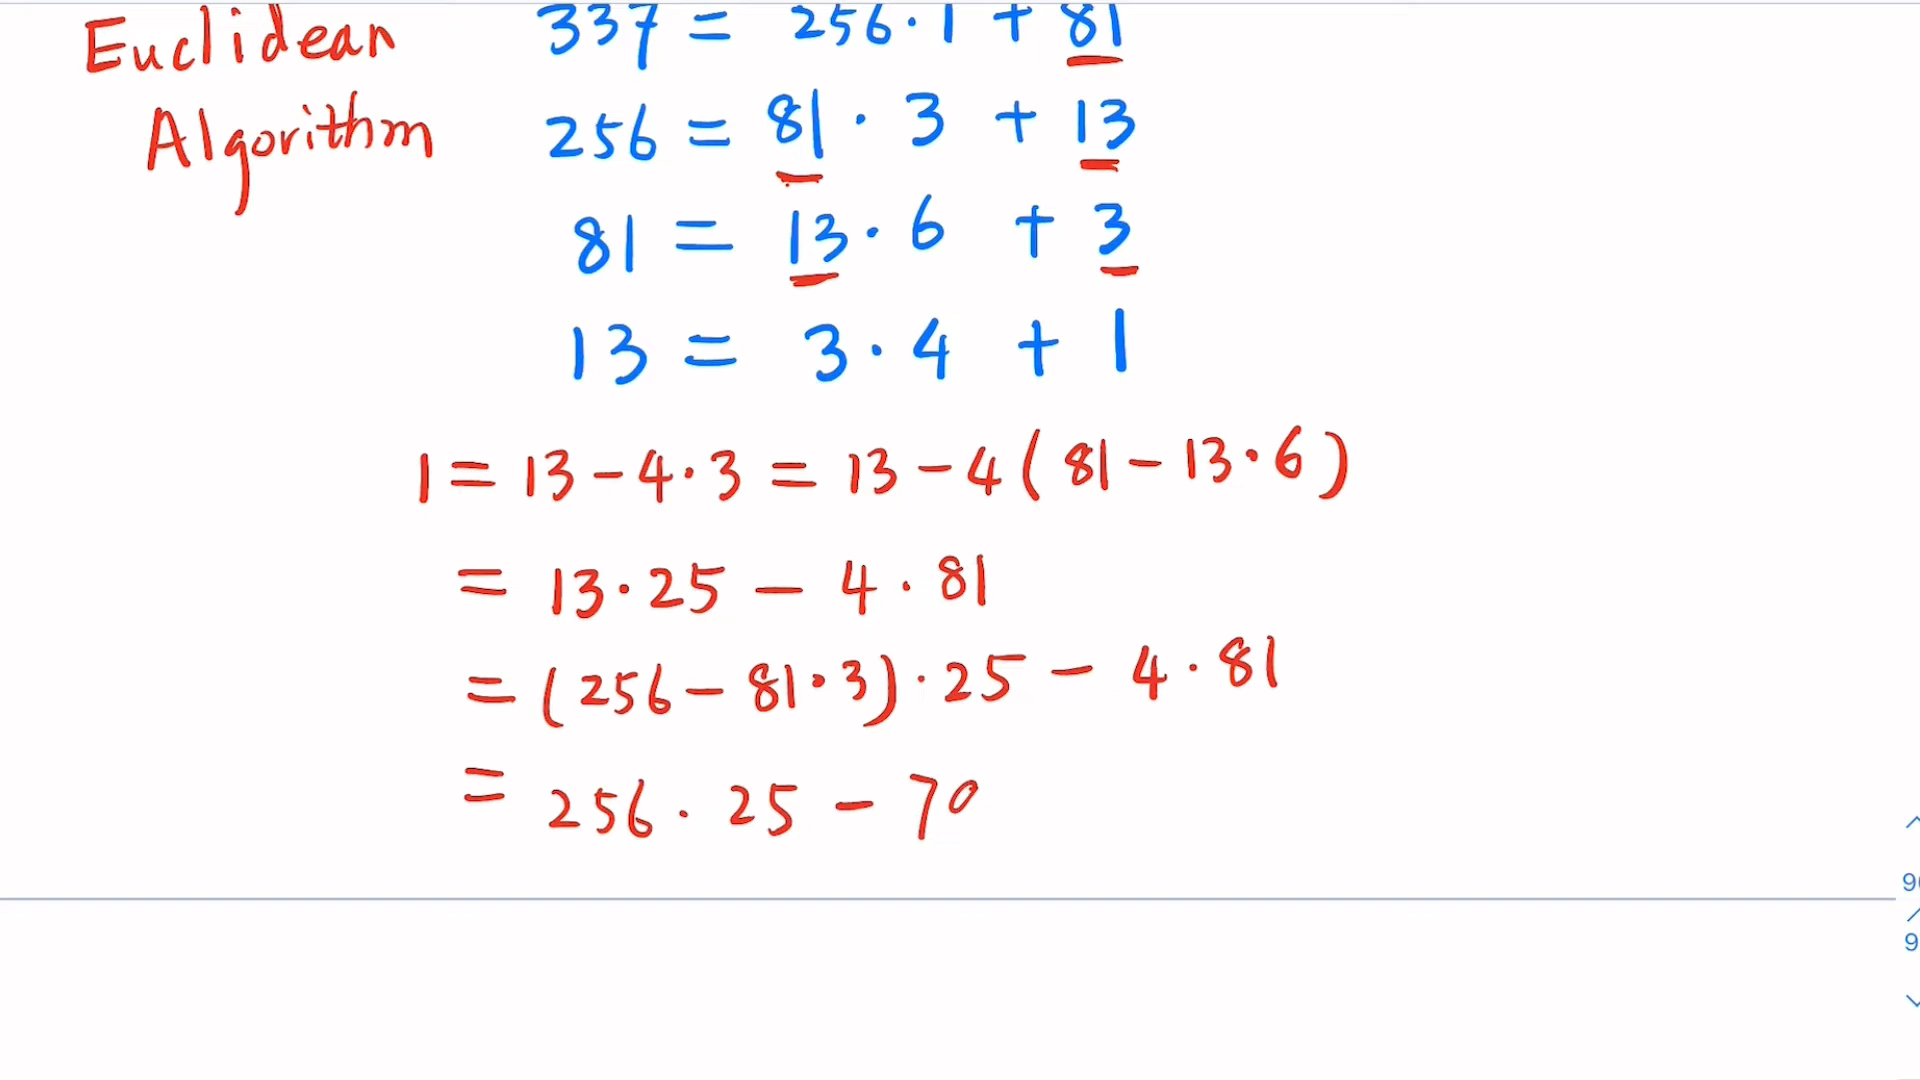 Euclidean 337 = 256 · 1 + 81
Algorithm 256 = 81 · 3 + 13
81 = 13 · 6 + 3
13 = 3 · 4 + 1
1 = 13 - 4 · 3 = 13 - 4 ( 81 - 13 · 6 )
= 13 · 25 - 4 · 81
= ( 256 - 81 · 3 ) · 25 - 4 · 81
= 256 · 25 - 70